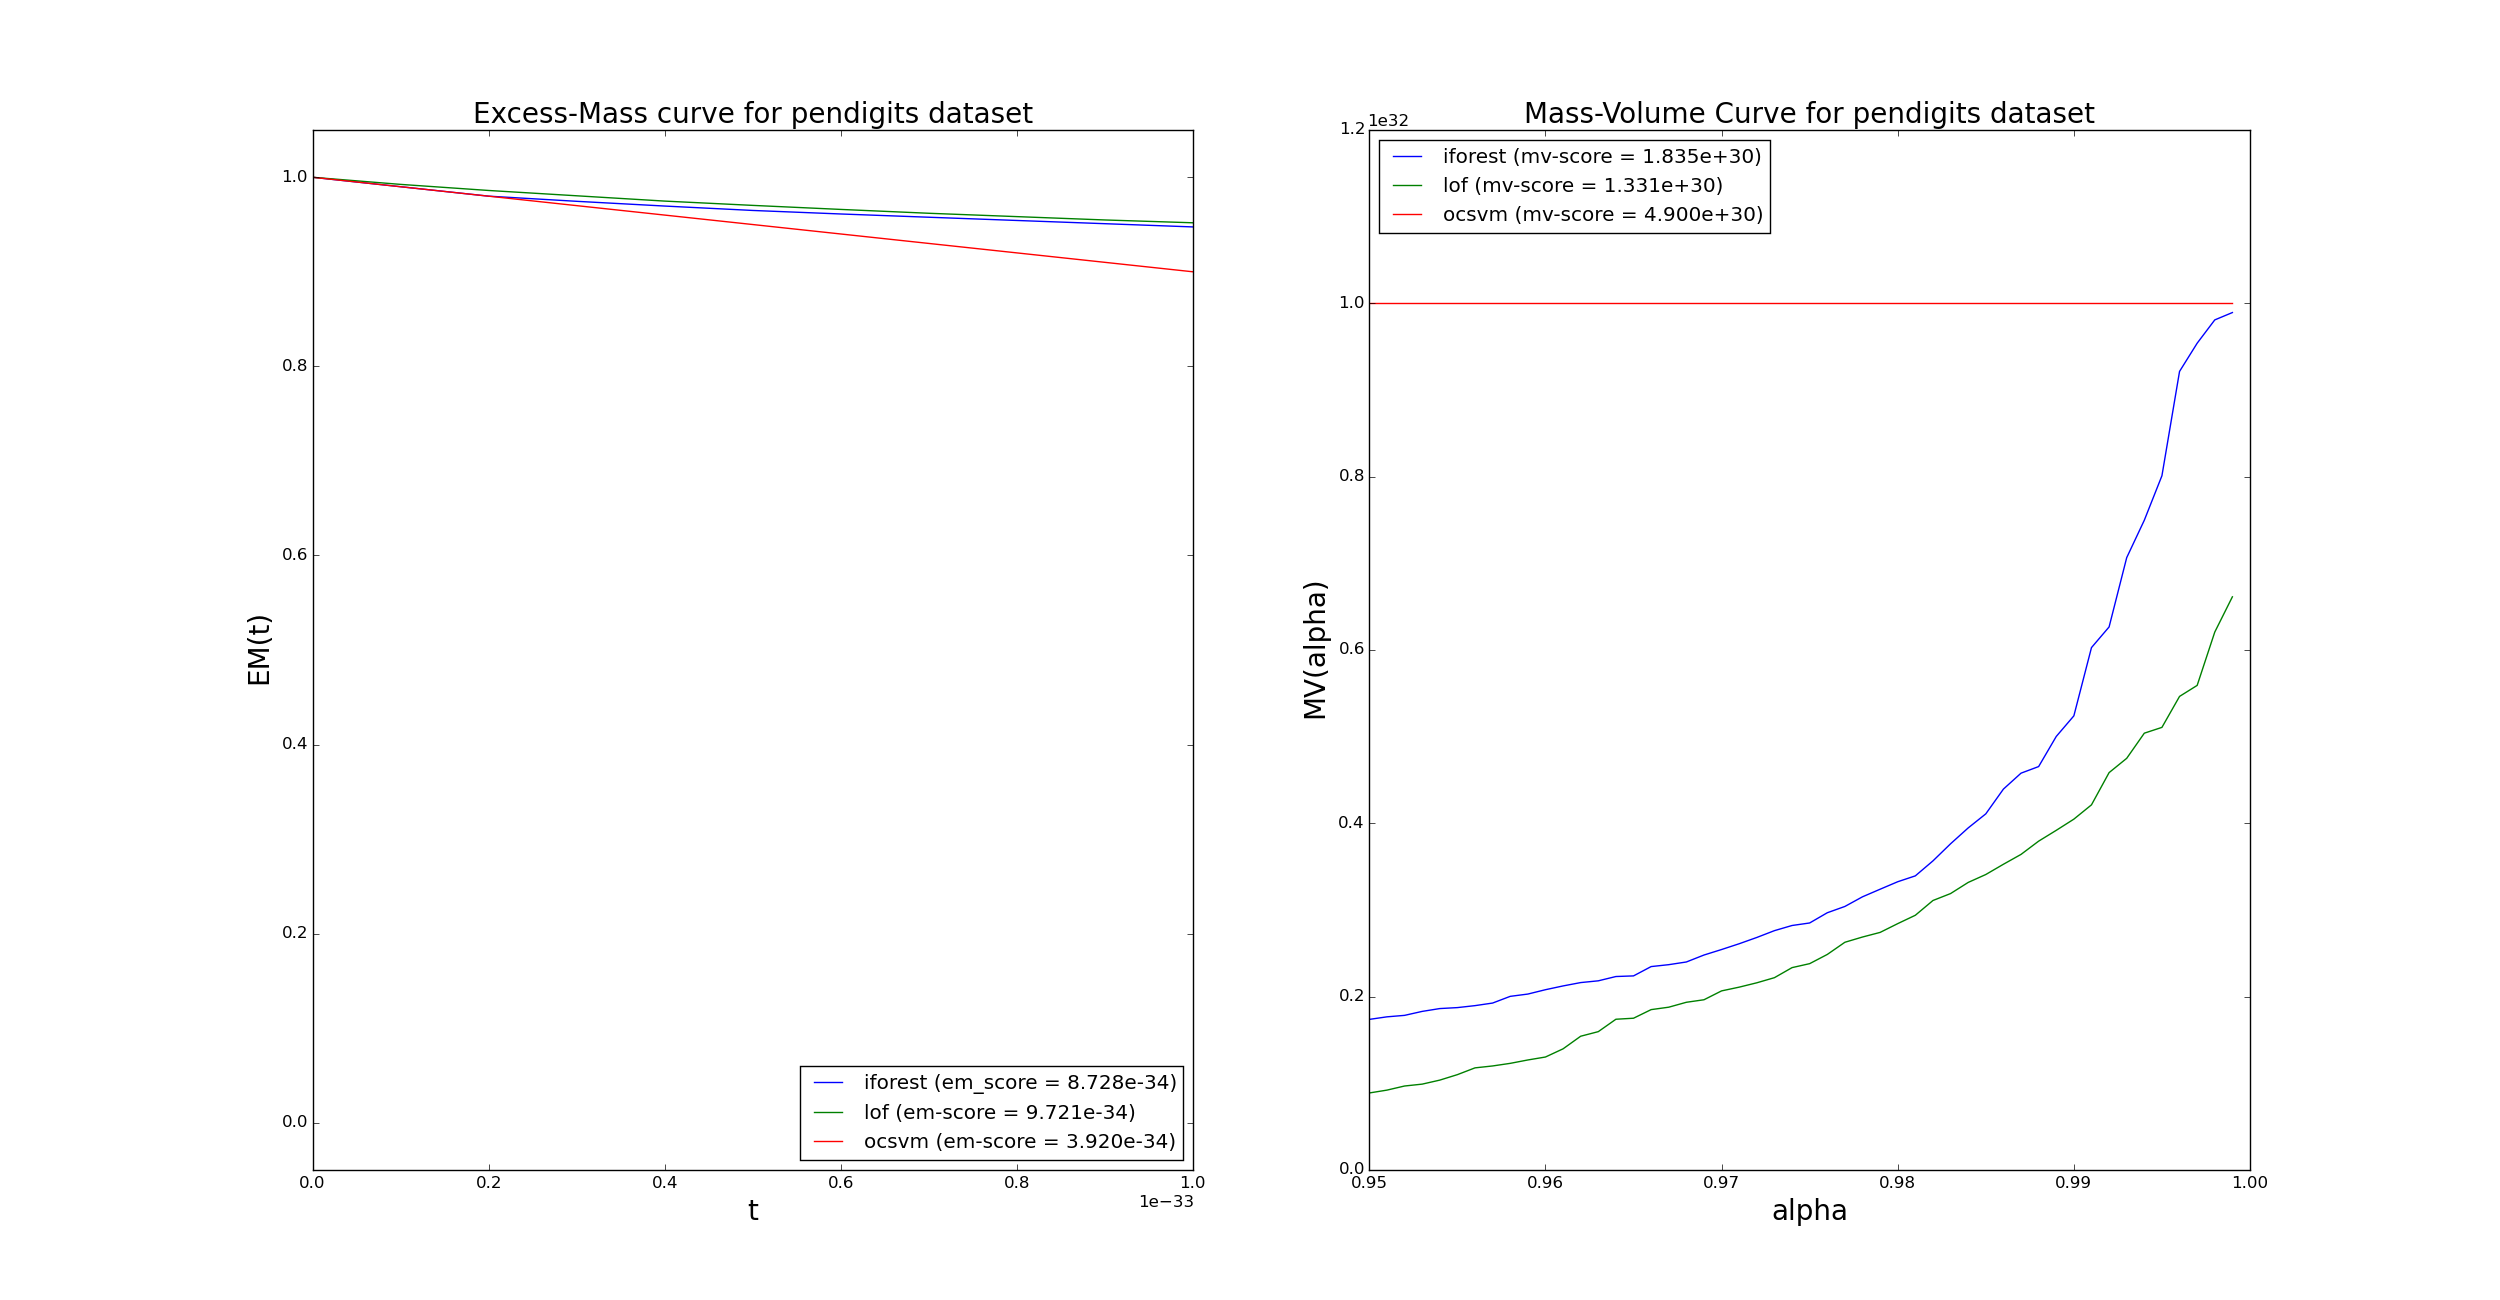 Excess-Mass curve for pendigits dataset
1.0
0.8
0.6
0.4
0.2
0.0
EM(t)
iforest (em_score = 8.728e-34)
lof (em-score = 9.721e-34)
ocsvm (em-score = 3.920e-34)
0.0 0.2 0.4 0.6 0.8 1.0
1e−33
t
Mass-Volume Curve for pendigits dataset
1e32
1.2
1.0
0.8
0.6
0.4
0.2
0.0
MV(alpha)
iforest (mv-score = 1.835e+30)
lof (mv-score = 1.331e+30)
ocsvm (mv-score = 4.900e+30)
0.95 0.96 0.97 0.98 0.99 1.00
alpha